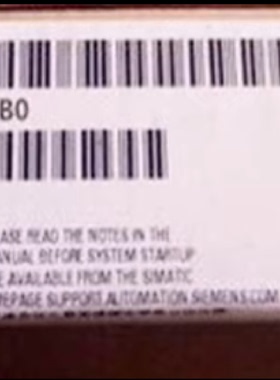 B0
ASE READ THE NOTES IN THE
ANUAL BEFORE SYSTEM STARTUP
E AVAILABLE FROM THE SIMATIC
MEPAGE SUPPORT.AUTOMATION.SIEMENS.COM